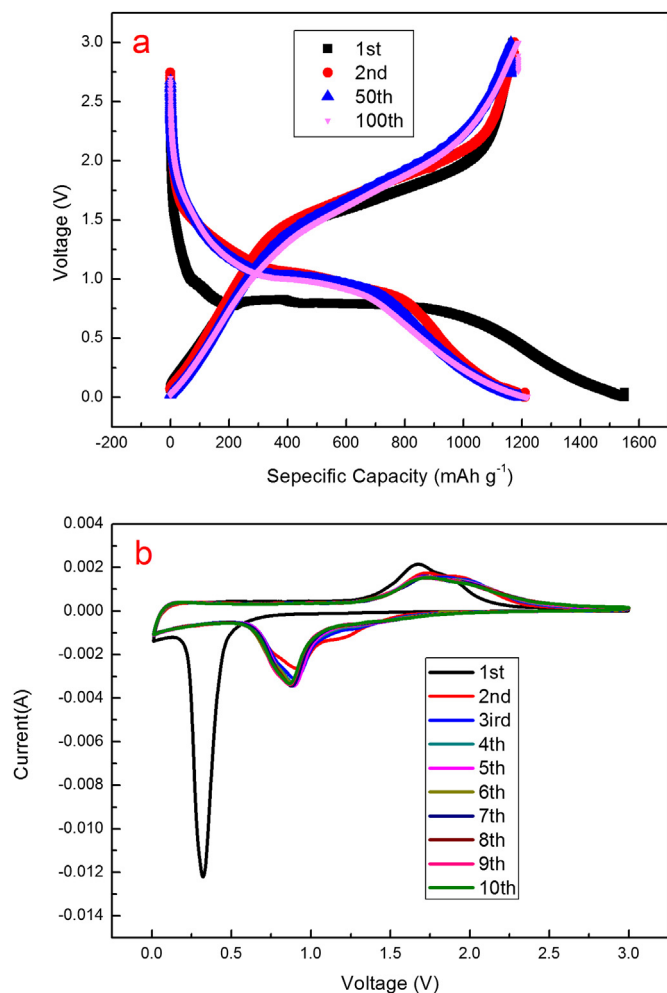 a
1st
2nd
50th
100th
3.0
2.5
2.0
1.5
1.0
0.5
0.0
Voltage (V)
-200 0 200 400 600 800 1000 1200 1400 1600
Sepecific Capacity (mAh g⁻¹)
b
0.004
0.002
0.000
-0.002
-0.004
-0.006
-0.008
-0.010
-0.012
-0.014
Current(A)
1st
2nd
3ird
4th
5th
6th
7th
8th
9th
10th
0.0 0.5 1.0 1.5 2.0 2.5 3.0
Voltage (V)